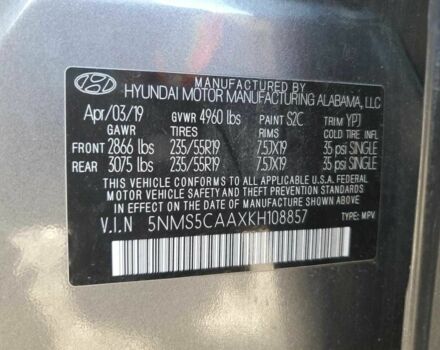 MANUFACTURED BY
HYUNDAI MOTOR MANUFACTURING ALABAMA, LLC
Apr/03/19 GVWR 4960 lbs PAINT S2C TRIM YPJ
GAWR TIRES RIMS COLD TIRE INFL.
FRONT 2866 lbs 235/55R19 7.5JX19 35 psi SINGLE
REAR 3075 lbs 235/55R19 7.5JX19 35 psi SINGLE
THIS VEHICLE CONFORMS TO ALL APPLICABLE U.S.A. FEDERAL
MOTOR VEHICLE SAFETY AND THEFT PREVENTION STANDARDS
IN EFFECT ON THE DATE OF MANUFACTURE SHOWN ABOVE.
V.I.N 5NMS5CAAXKH108857 TYPE: MPV